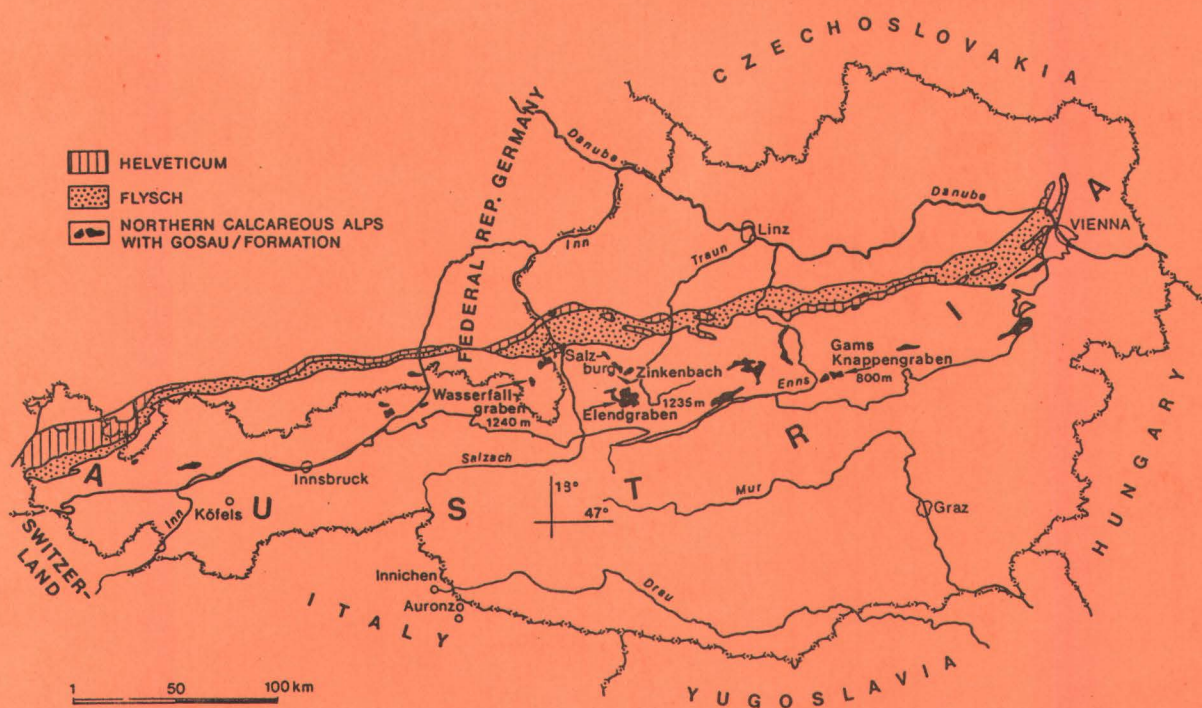 CZECHOSLOVAKIA
HELVETICUM
FLYSCH
NORTHERN CALCAREOUS ALPS
WITH GOSAU/FORMATION
FEDERAL REP. GERMANY
Danube
Inn
Traun
Linz
Danube
VIENNA
A U S T R I A
Salz-
burg
Zinkenbach
1235m
Wasserfall-
graben
1240 m
Elendgraben
Enns
Gams
Knappengraben
800m
Salzach
Innsbruck
Köfels
Inn
SWITZER-
LAND
13°
47°
Mur
Graz
HUNGARY
Innichen
Auronzo
Drau
ITALY
YUGOSLAVIA
1 50 100 km